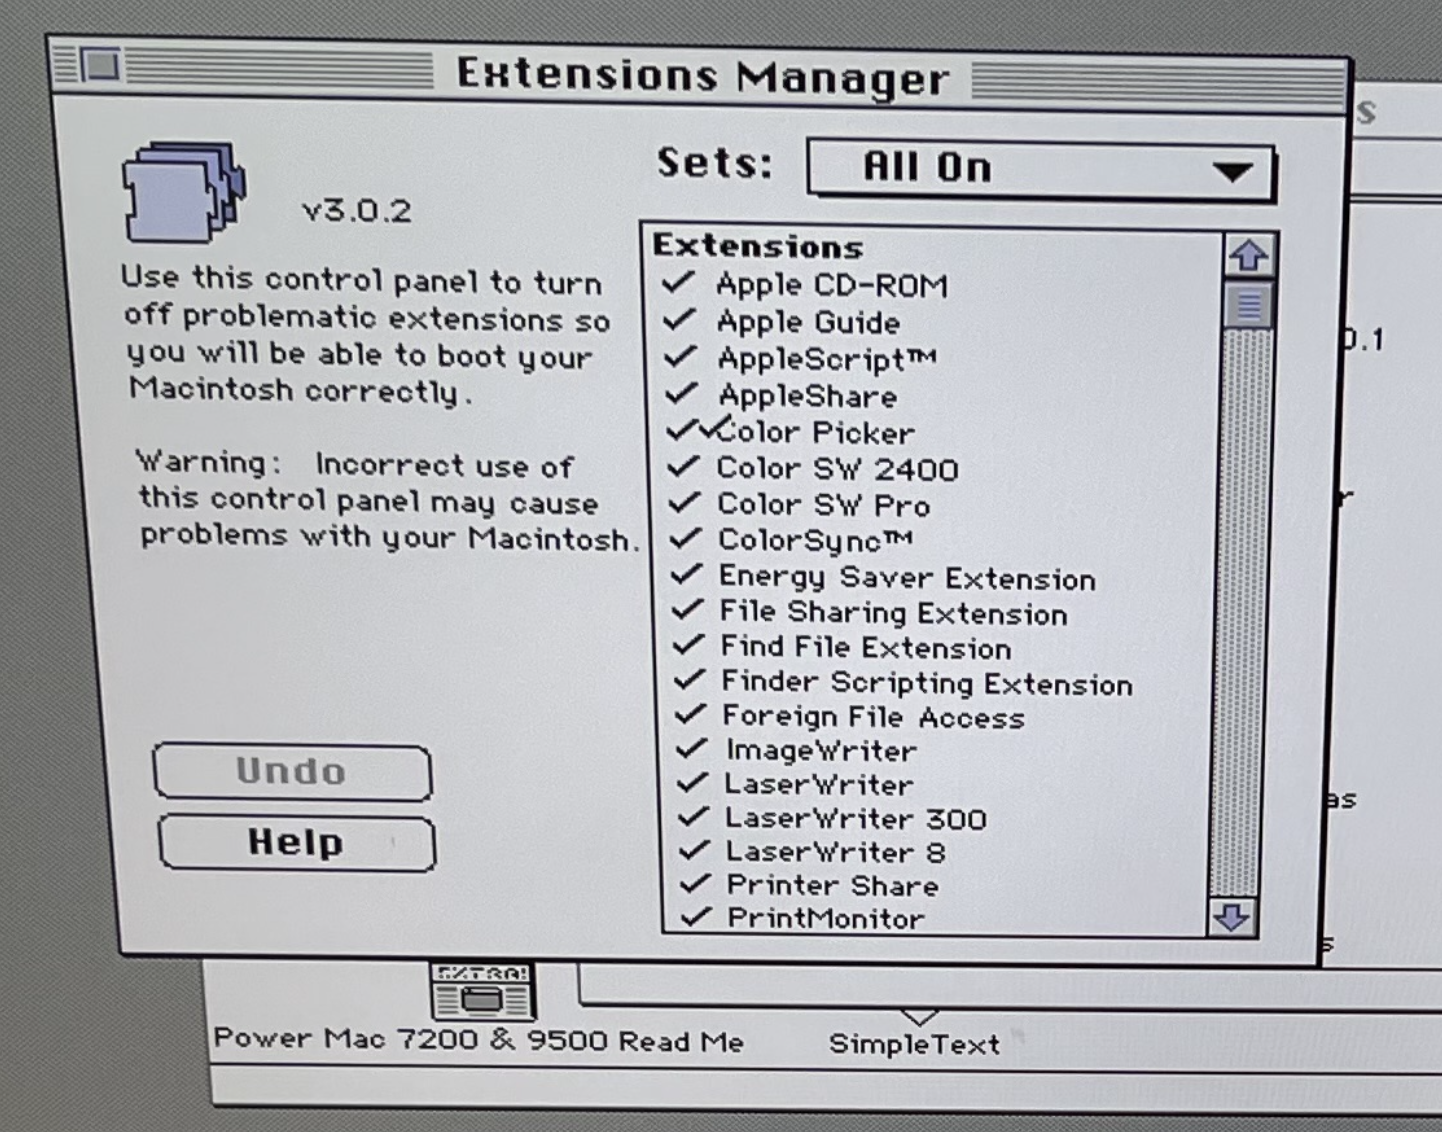 Extensions Manager
s
v3.0.2
Use this control panel to turn
off problematic extensions so
you will be able to boot your
Macintosh correctly.
Warning: Incorrect use of
this control panel may cause
problems with your Macintosh.
Undo
Help
Sets: All On
Extensions
✓ Apple CD-ROM
✓ Apple Guide
✓ AppleScript™
✓ AppleShare
✓✓Color Picker
✓ Color SW 2400
✓ Color SW Pro
✓ ColorSync™
✓ Energy Saver Extension
✓ File Sharing Extension
✓ Find File Extension
✓ Finder Scripting Extension
✓ Foreign File Access
✓ ImageWriter
✓ LaserWriter
✓ LaserWriter 300
✓ LaserWriter 8
✓ Printer Share
✓ PrintMonitor
0.1
r
as
s
EXTRA!
Power Mac 7200 & 9500 Read Me
SimpleText